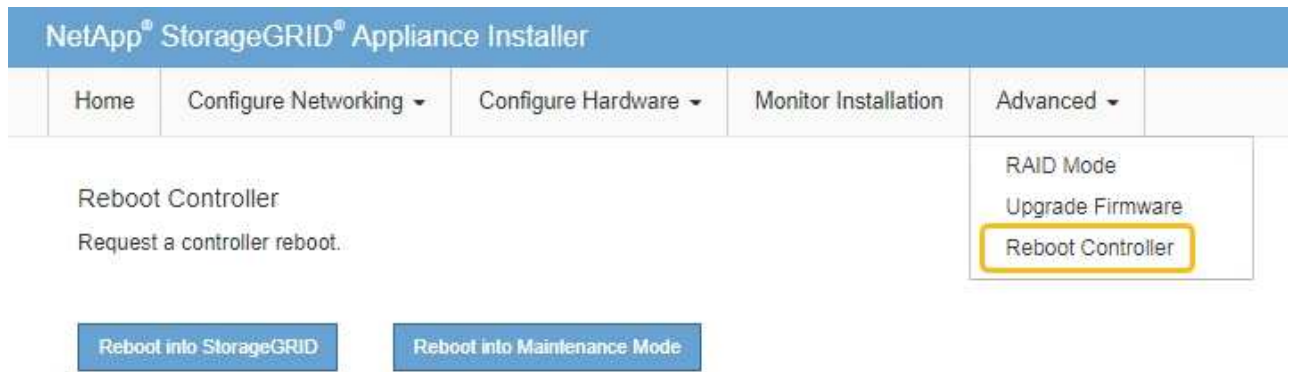 NetApp® StorageGRID® Appliance Installer
Home Configure Networking Configure Hardware Monitor Installation Advanced
RAID Mode
Upgrade Firmware
Reboot Controller
Reboot Controller
Request a controller reboot.
Reboot into StorageGRID Reboot into Maintenance Mode